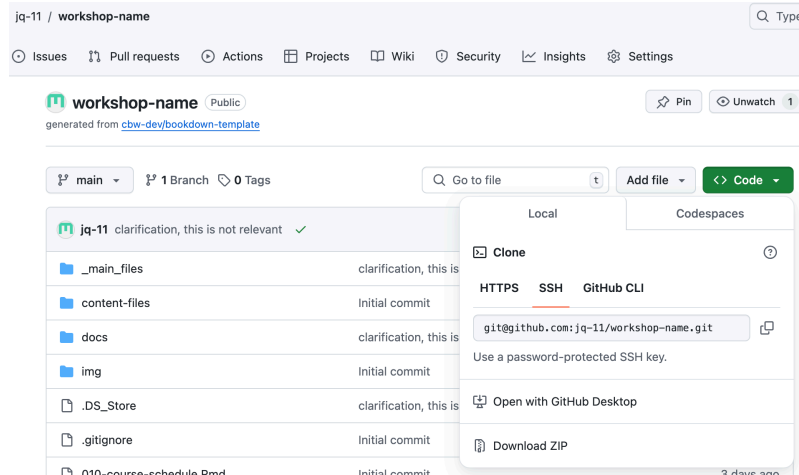 jq-11 / workshop-name
Type
Issues Pull requests Actions Projects Wiki Security Insights Settings
workshop-name Public
Pin Unwatch 1
generated from cbw-dev/bookdown-template
main 1 Branch 0 Tags Go to file t Add file <> Code
Local Codespaces
jq-11 clarification, this is not relevant
Clone
_main_files clarification, this is
HTTPS SSH GitHub CLI
content-files Initial commit
git@github.com:jq-11/workshop-name.git
docs clarification, this is
Use a password-protected SSH key.
img Initial commit
Open with GitHub Desktop
.DS_Store clarification, this is
.gitignore Initial commit
Download ZIP
010-course-schedule.Rmd Initial commit 3 days ago